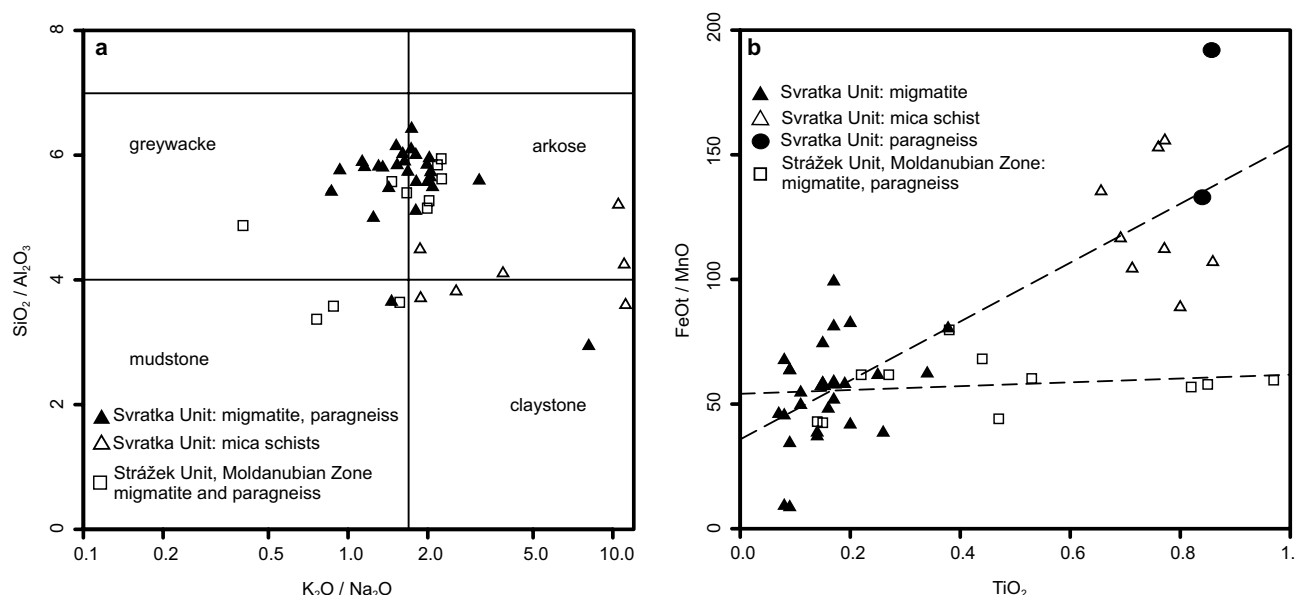 a
8
6
4
2
0
SiO₂ / Al₂O₃
greywacke
arkose
mudstone
claystone
Svratka Unit: migmatite, paragneiss
Svratka Unit: mica schists
Strážek Unit, Moldanubian Zone
migmatite and paragneiss
0.1 0.2 0.5 1.0 2.0 5.0 10.0
K₂O / Na₂O
b
200
150
100
50
0
FeOt / MnO
Svratka Unit: migmatite
Svratka Unit: mica schist
Svratka Unit: paragneiss
Strážek Unit, Moldanubian Zone:
migmatite, paragneiss
0.0 0.2 0.4 0.6 0.8 1.
TiO₂